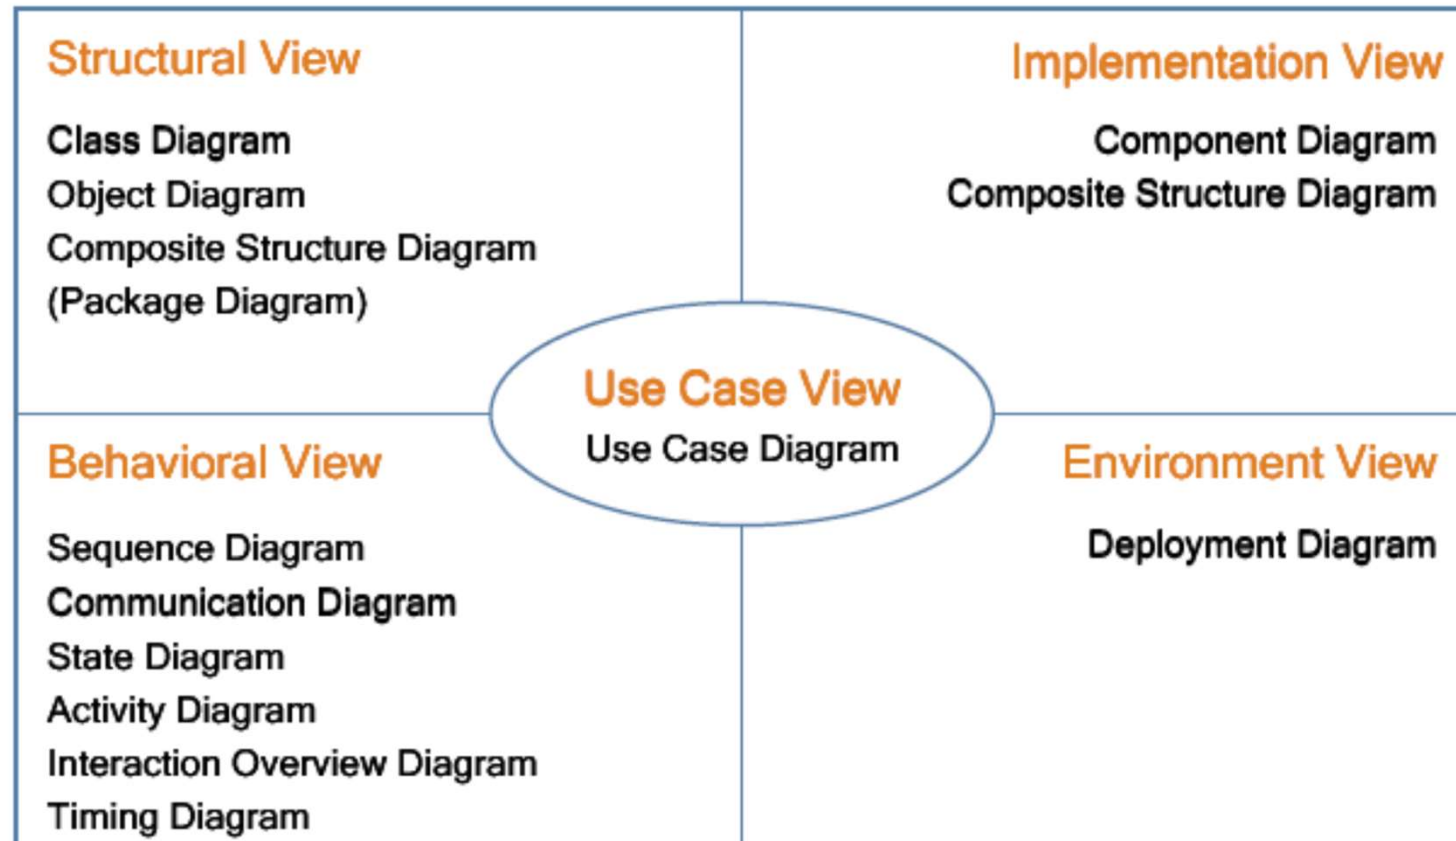 Structural View
Class Diagram
Object Diagram
Composite Structure Diagram
(Package Diagram)
Implementation View
Component Diagram
Composite Structure Diagram
Use Case View
Use Case Diagram
Behavioral View
Sequence Diagram
Communication Diagram
State Diagram
Activity Diagram
Interaction Overview Diagram
Timing Diagram
Environment View
Deployment Diagram